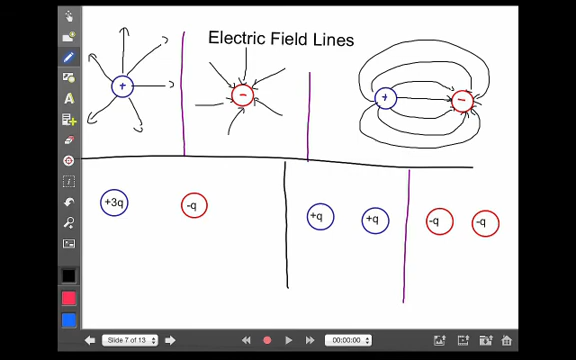 Electric Field Lines
+
-
+
-
+3q
-q
+q
+q
-q
-q
Slide 7 of 13
00:00:00